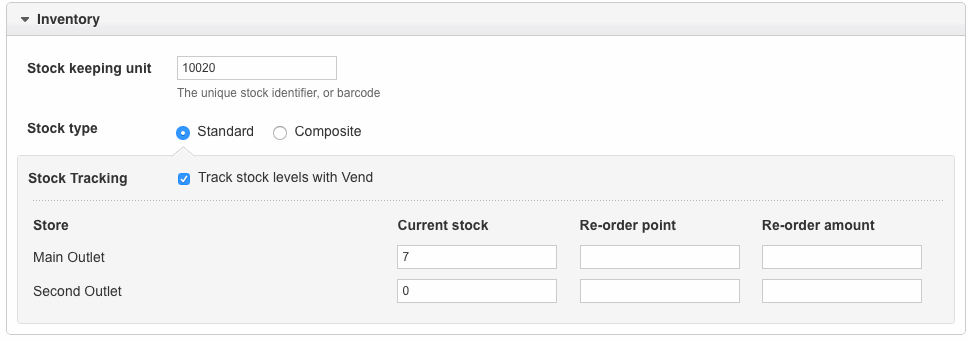 Inventory
Stock keeping unit 10020
The unique stock identifier, or barcode
Stock type Standard Composite
Stock Tracking Track stock levels with Vend
Store Current stock Re-order point Re-order amount
Main Outlet 7
Second Outlet 0